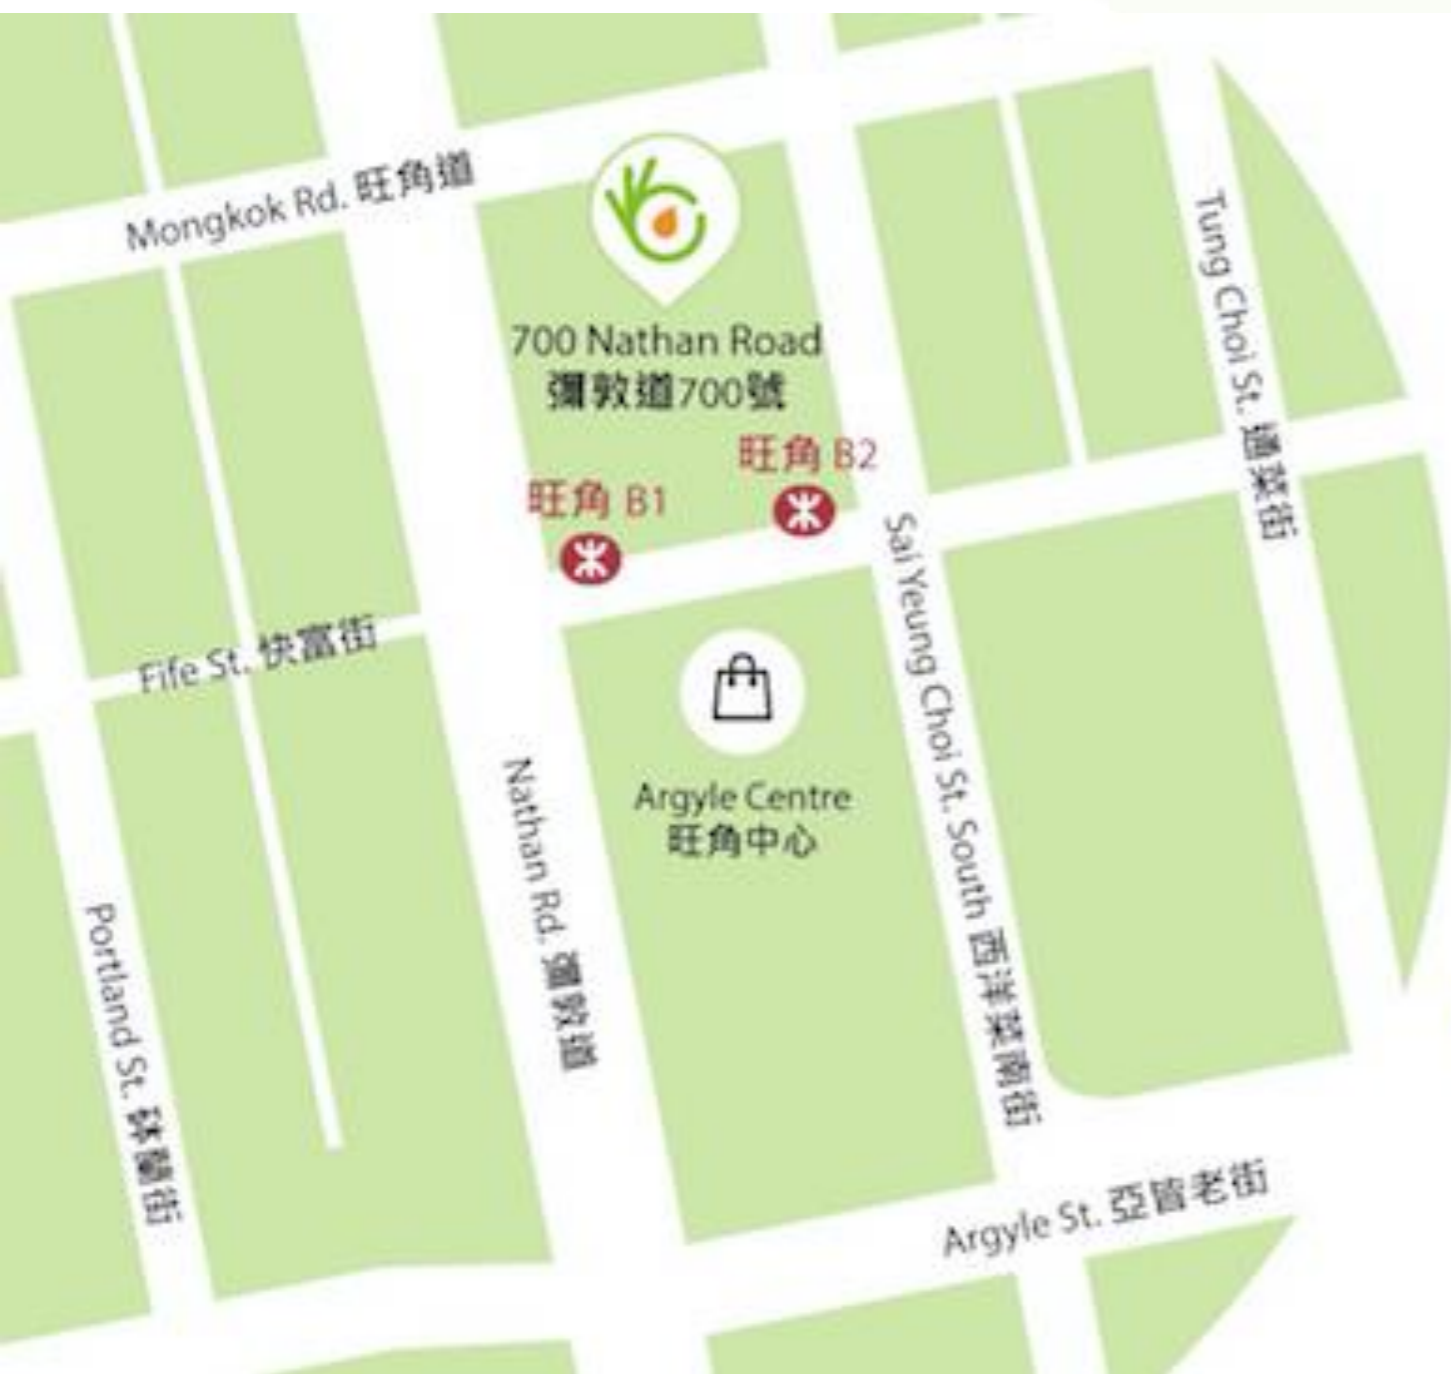 Mongkok Rd. 旺角道
Tung Choi St. 通菜街
700 Nathan Road
彌敦道700號
旺角 B2
旺角 B1
Sai Yeung Choi St. South 西洋菜南街
Fife St. 快富街
Argyle Centre
旺角中心
Nathan Rd. 彌敦道
Portland St. 砵蘭街
Argyle St. 亞皆老街